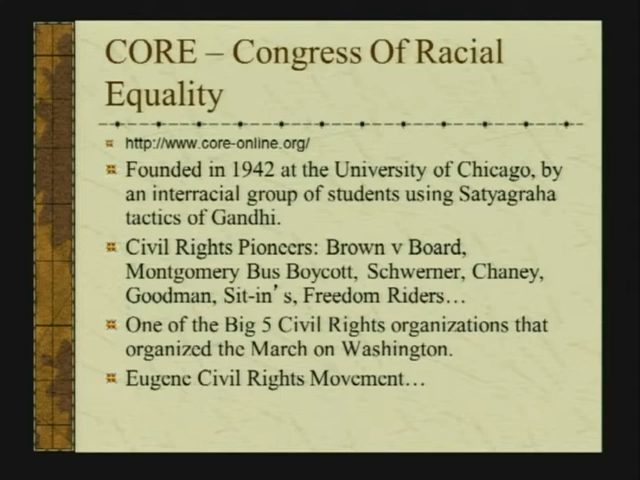 CORE – Congress Of Racial
Equality
http://www.core-online.org/
Founded in 1942 at the University of Chicago, by
an interracial group of students using Satyagraha
tactics of Gandhi.
Civil Rights Pioneers: Brown v Board,
Montgomery Bus Boycott, Schwerner, Chaney,
Goodman, Sit-in's, Freedom Riders…
One of the Big 5 Civil Rights organizations that
organized the March on Washington.
Eugene Civil Rights Movement…